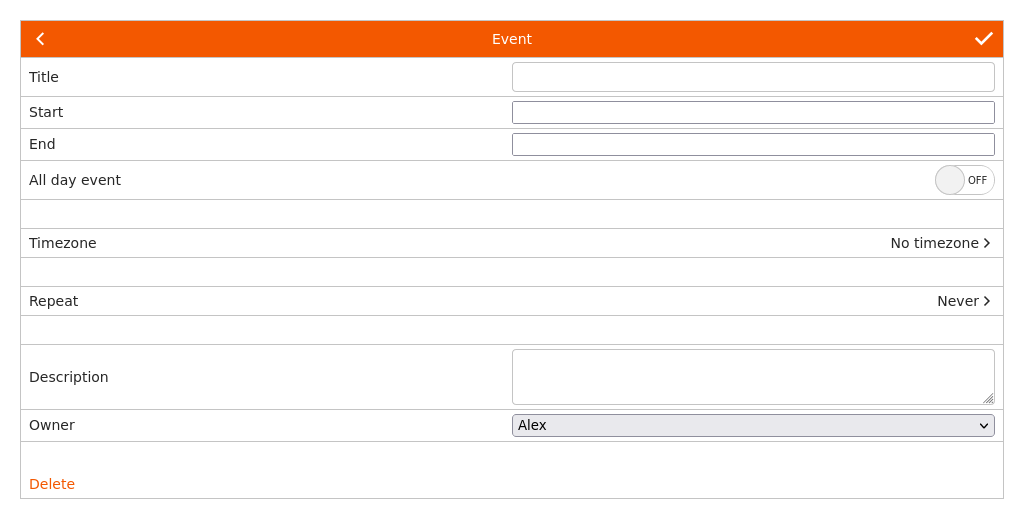 Event
Title
Start
End
All day event OFF
Timezone No timezone
Repeat Never
Description
Owner Alex
Delete